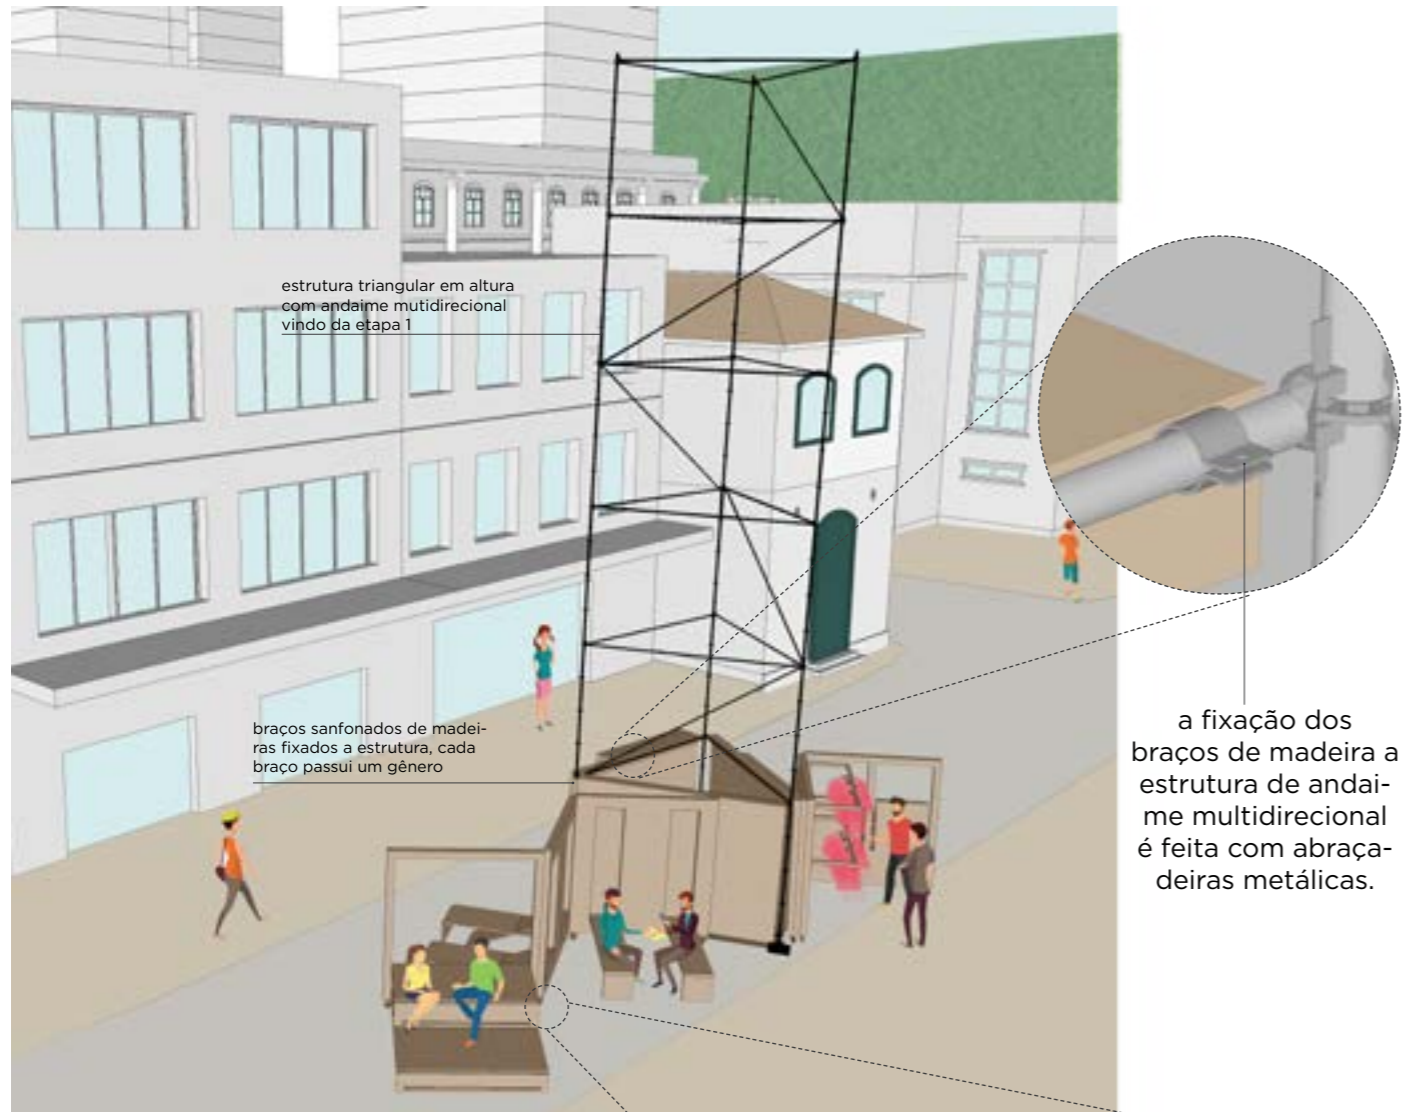 estrutura triangular em altura
com andaime mutidirecional
vindo da etapa 1
braços sanfonados de madei-
ras fixados a estrutura, cada
braço passui um gênero
a fixação dos
braços de madeira a
estrutura de andai-
me multidirecional
é feita com abraça-
deiras metálicas.